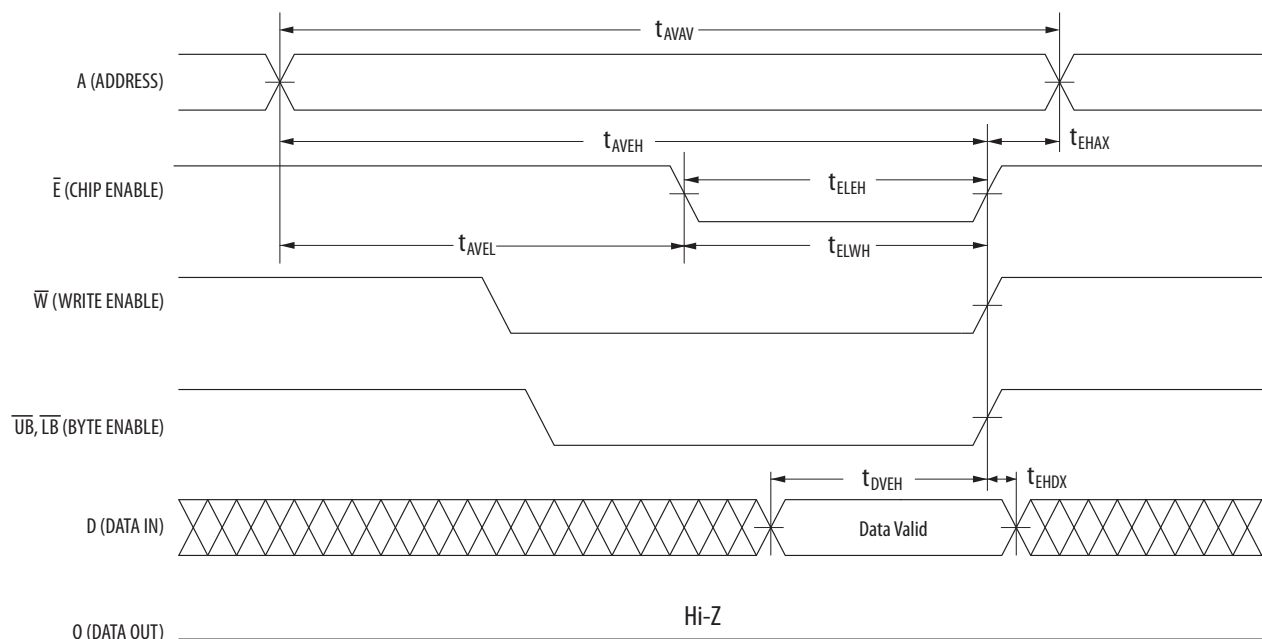 tAVAV
A (ADDRESS)
tAVEH
tEHAX
E̅ (CHIP ENABLE)
tELEH
tAVEL
tELWH
W̅ (WRITE ENABLE)
U̅B̅, L̅B̅ (BYTE ENABLE)
tDVEH
tEHDX
D (DATA IN)
Data Valid
Hi-Z
Q (DATA OUT)